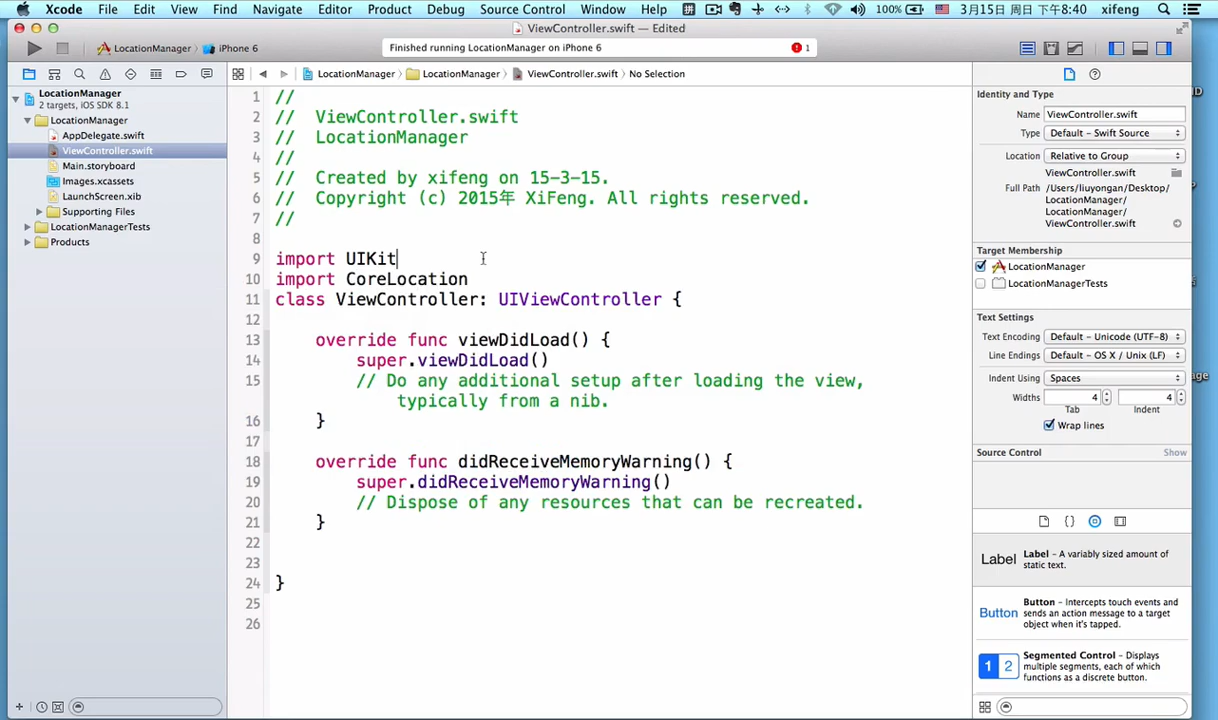 Xcode File Edit View Find Navigate Editor Product Debug Source Control Window Help 100% 3月15日 周日 下午8:40 xifeng
ViewController.swift — Edited
LocationManager iPhone 6
Finished running LocationManager on iPhone 6
1
LocationManager LocationManager ViewController.swift No Selection
LocationManager
2 targets, iOS SDK 8.1
LocationManager
AppDelegate.swift
ViewController.swift
Main.storyboard
Images.xcassets
LaunchScreen.xib
Supporting Files
LocationManagerTests
Products
1 //
2 // ViewController.swift
3 // LocationManager
4 //
5 // Created by xifeng on 15-3-15.
6 // Copyright (c) 2015年 XiFeng. All rights reserved.
7 //
8
9 import UIKit
10 import CoreLocation
11 class ViewController: UIViewController {
12
13 override func viewDidLoad() {
14 super.viewDidLoad()
15 // Do any additional setup after loading the view,
typically from a nib.
16 }
17
18 override func didReceiveMemoryWarning() {
19 super.didReceiveMemoryWarning()
20 // Dispose of any resources that can be recreated.
21 }
22
23
24 }
25
26
Identity and Type
Name ViewController.swift
Type Default - Swift Source
Location Relative to Group
ViewController.swift
Full Path /Users/liuyongan/Desktop/
LocationManager/
LocationManager/
ViewController.swift
Target Membership
LocationManager
LocationManagerTests
Text Settings
Text Encoding Default - Unicode (UTF-8)
Line Endings Default - OS X / Unix (LF)
Indent Using Spaces
Widths 4 4
Tab Indent
Wrap lines
Source Control Show
Label Label - A variably sized amount of
static text.
Button Button - Intercepts touch events and
sends an action message to a target
object when it's tapped.
1 2 Segmented Control - Displays
multiple segments, each of which
functions as a discrete button.